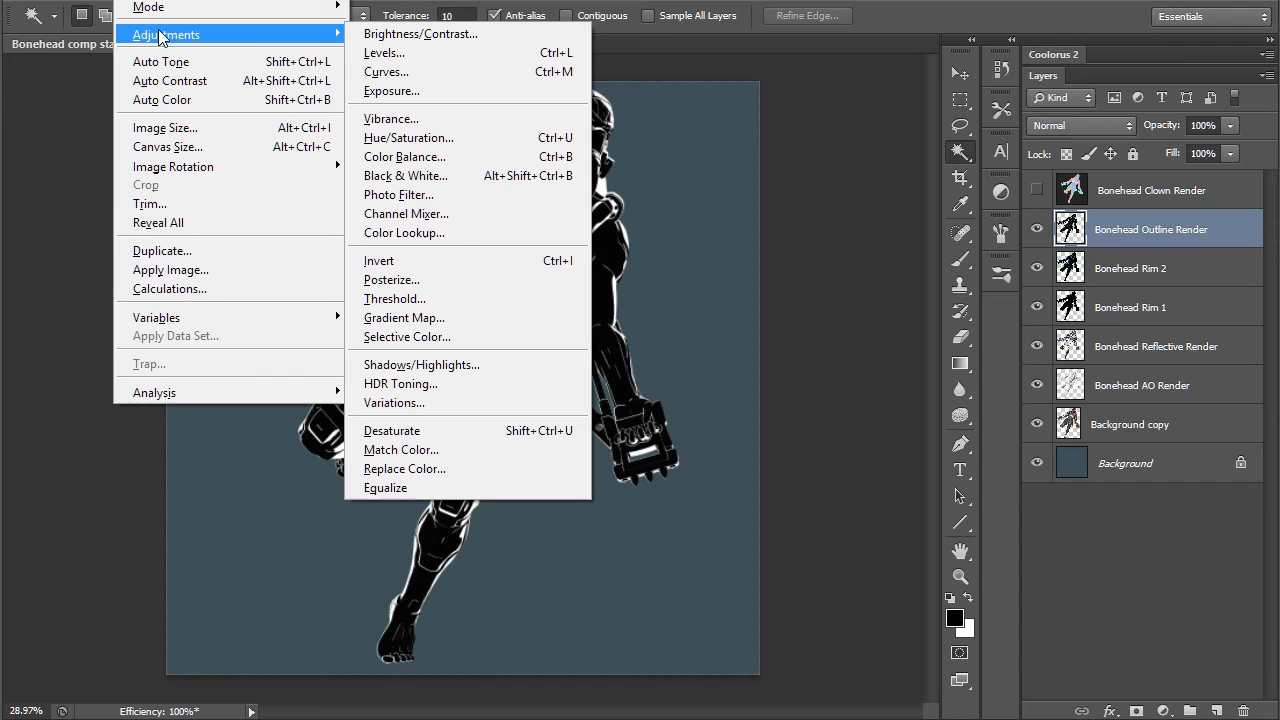 Mode
Tolerance: 10
Anti-alias
Contiguous
Sample All Layers
Refine Edge...
Essentials
Bonehead comp sta
Adjustments
Auto Tone Shift+Ctrl+L
Auto Contrast Alt+Shift+Ctrl+L
Auto Color Shift+Ctrl+B
Image Size... Alt+Ctrl+I
Canvas Size... Alt+Ctrl+C
Image Rotation
Crop
Trim...
Reveal All
Duplicate...
Apply Image...
Calculations...
Variables
Apply Data Set...
Trap...
Analysis
Brightness/Contrast...
Levels... Ctrl+L
Curves... Ctrl+M
Exposure...
Vibrance...
Hue/Saturation... Ctrl+U
Color Balance... Ctrl+B
Black & White... Alt+Shift+Ctrl+B
Photo Filter...
Channel Mixer...
Color Lookup...
Invert Ctrl+I
Posterize...
Threshold...
Gradient Map...
Selective Color...
Shadows/Highlights...
HDR Toning...
Variations...
Desaturate Shift+Ctrl+U
Match Color...
Replace Color...
Equalize
Coolorus 2
Layers
Kind
Normal
Opacity: 100%
Lock:
Fill: 100%
Bonehead Clown Render
Bonehead Outline Render
Bonehead Rim 2
Bonehead Rim 1
Bonehead Reflective Render
Bonehead AO Render
Background copy
Background
28.97%
Efficiency: 100%*